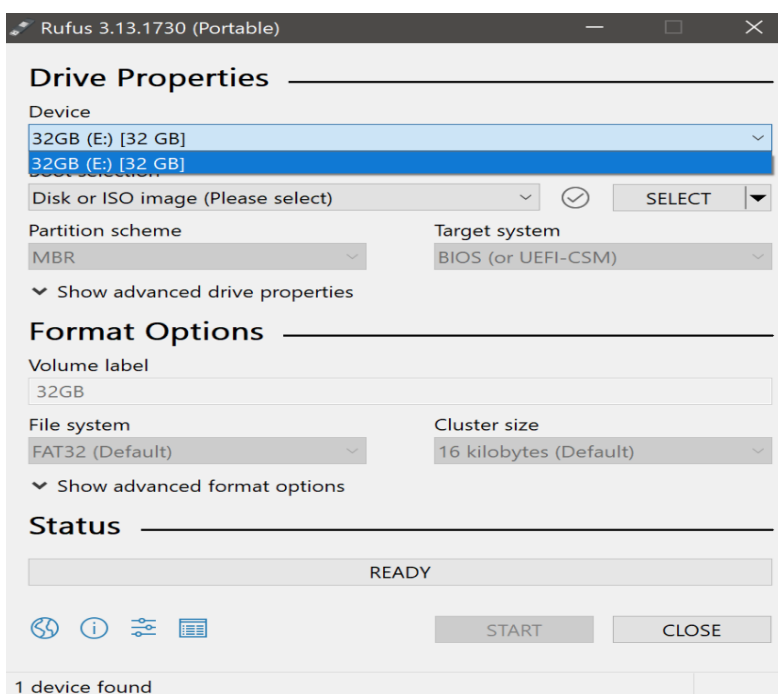 Rufus 3.13.1730 (Portable)
Drive Properties
Device
32GB (E:) [32 GB]
32GB (E:) [32 GB]
Boot selection
Disk or ISO image (Please select)
SELECT
Partition scheme
Target system
MBR
BIOS (or UEFI-CSM)
Show advanced drive properties
Format Options
Volume label
32GB
File system
Cluster size
FAT32 (Default)
16 kilobytes (Default)
Show advanced format options
Status
READY
START
CLOSE
1 device found